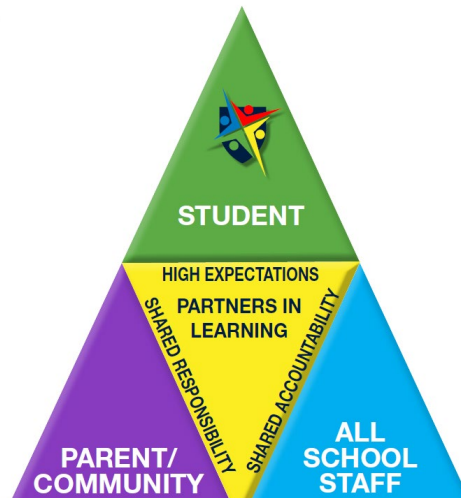 STUDENT
HIGH EXPECTATIONS
PARTNERS IN
LEARNING
SHARED RESPONSIBILITY
SHARED ACCOUNTABILITY
PARENT/
COMMUNITY
ALL
SCHOOL
STAFF